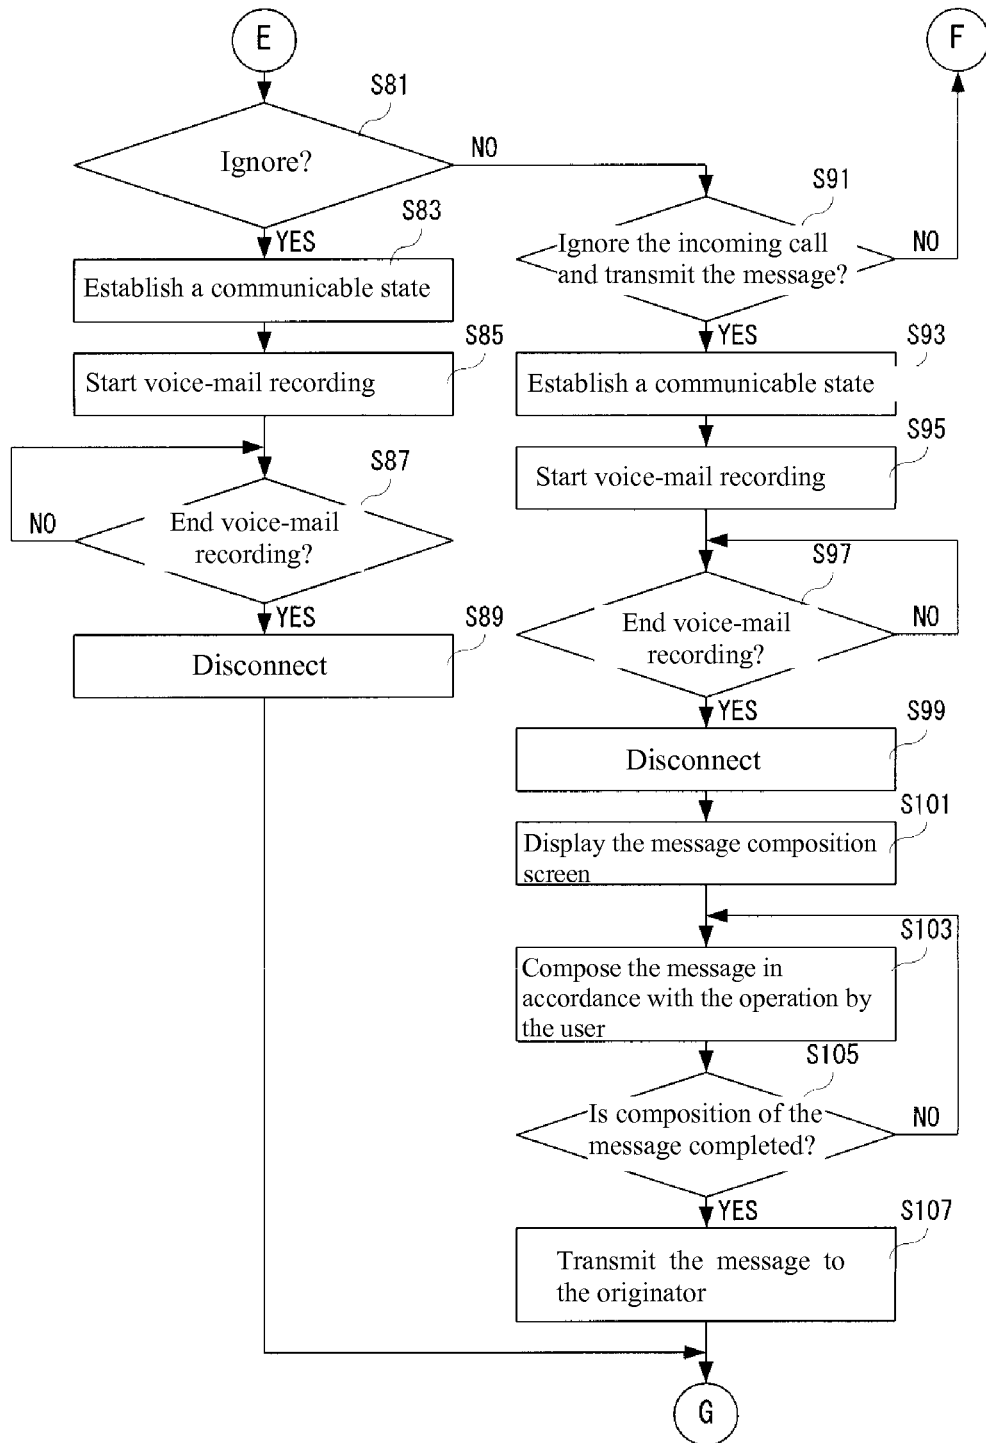 E
F
S81
Ignore?
NO
S83
YES
Establish a communicable state
S85
Start voice-mail recording
S87
NO
End voice-mail
recording?
YES
S89
Disconnect
S91
Ignore the incoming call
and transmit the message?
NO
YES
S93
Establish a communicable state
S95
Start voice-mail recording
S97
End voice-mail
recording?
NO
YES
S99
Disconnect
S101
Display the message composition
screen
S103
Compose the message in
accordance with the operation by
the user
S105
Is composition of the
message completed?
NO
YES
S107
Transmit the message to
the originator
G